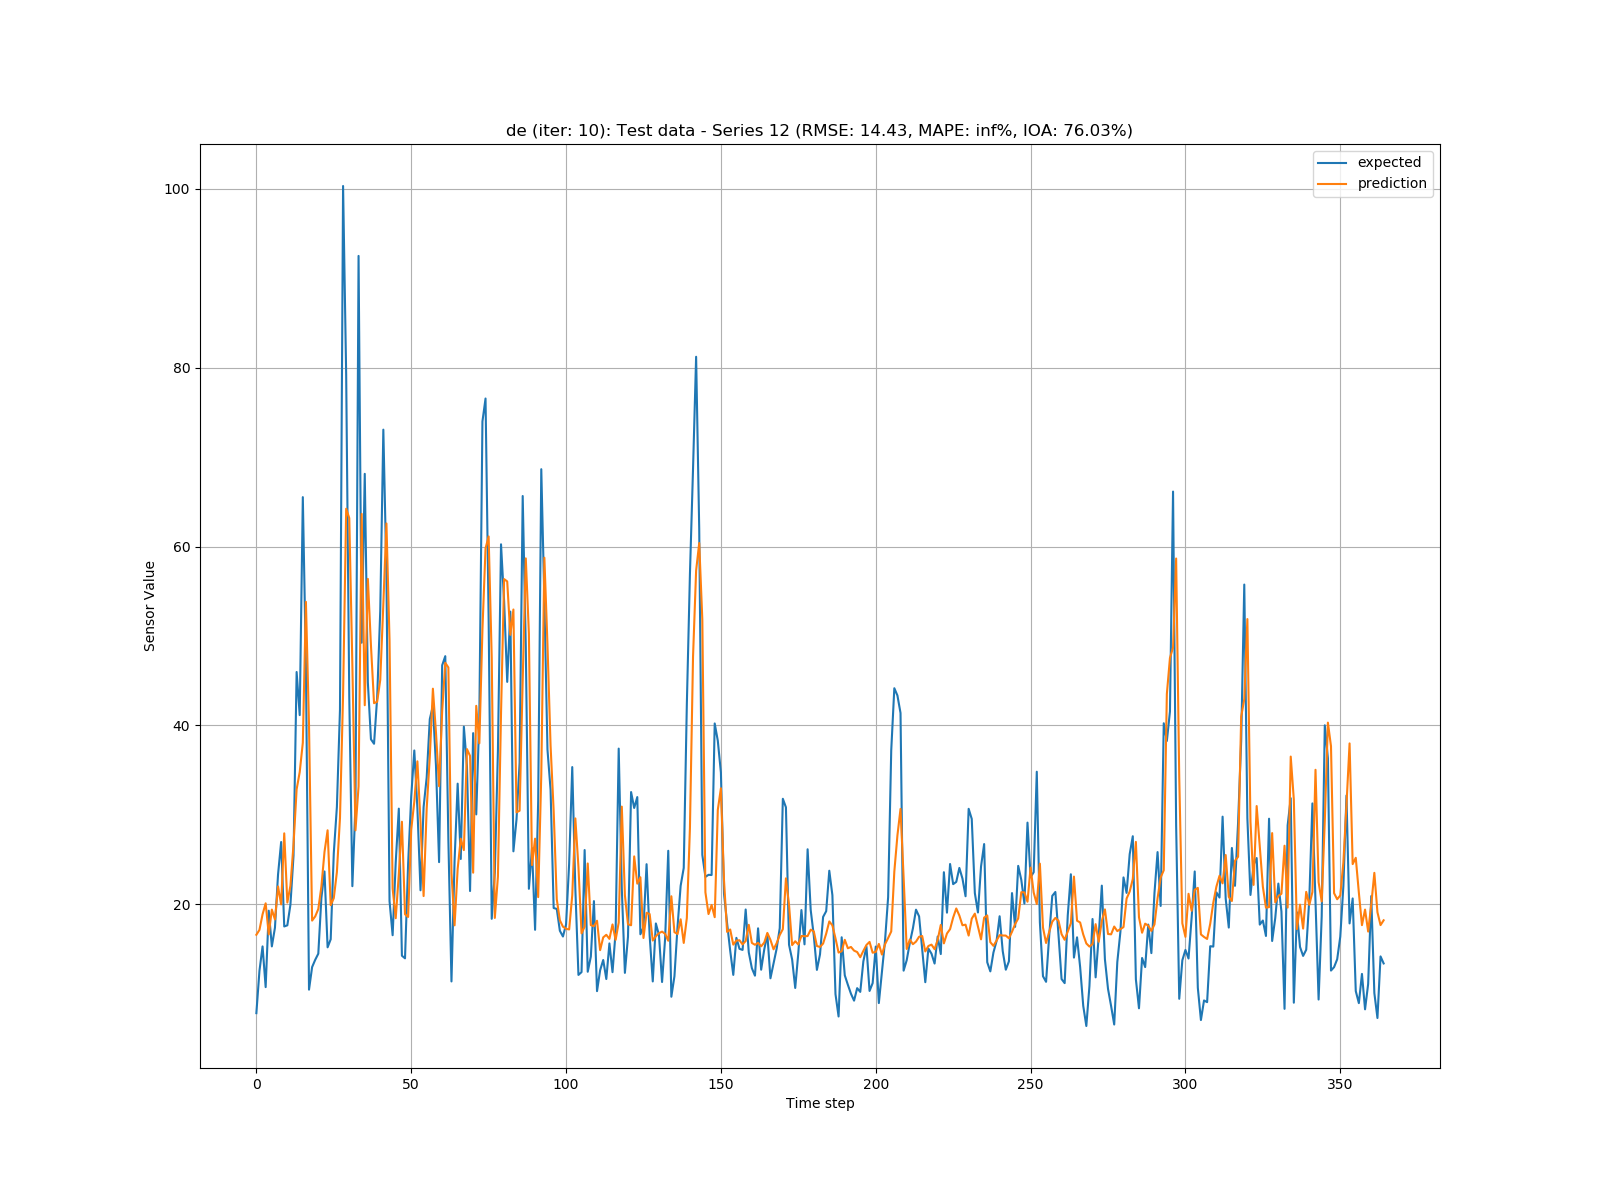 de (iter: 10): Test data - Series 12 (RMSE: 14.43, MAPE: inf%, IOA: 76.03%)
expected
prediction
100
80
60
40
20
Sensor Value
0 50 100 150 200 250 300 350
Time step